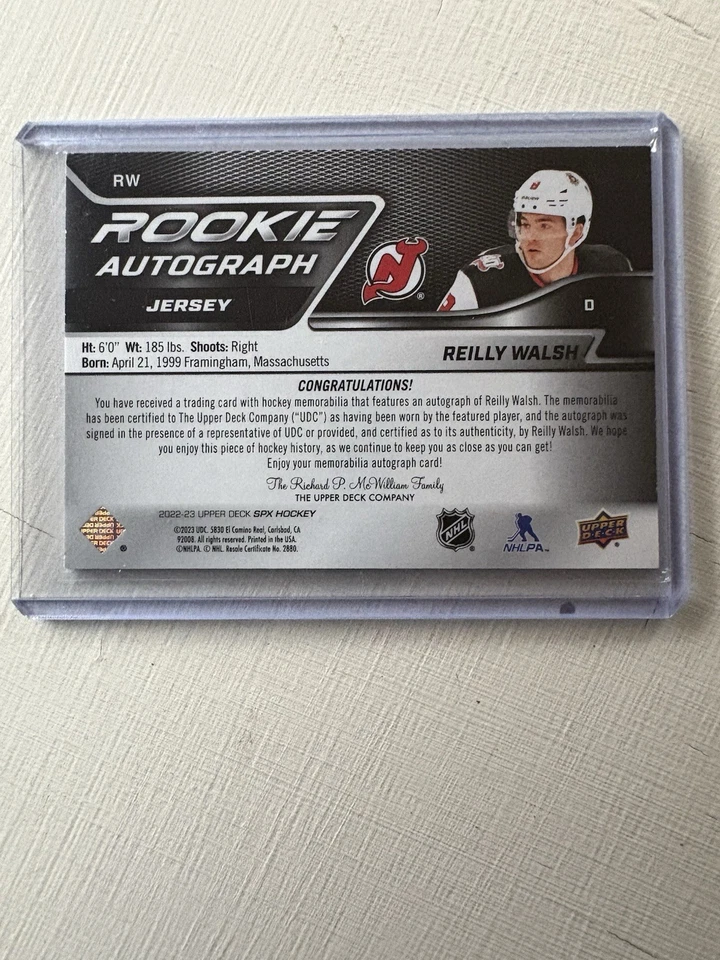 RW
ROOKIE
AUTOGRAPH
JERSEY
D
Ht: 6'0" Wt: 185 lbs. Shoots: Right
Born: April 21, 1999 Framingham, Massachusetts
REILLY WALSH
CONGRATULATIONS!
You have received a trading card with hockey memorabilia that features an autograph of Reilly Walsh. The memorabilia
has been certified to The Upper Deck Company ("UDC") as having been worn by the featured player, and the autograph was
signed in the presence of a representative of UDC or provided, and certified as to its authenticity, by Reilly Walsh. We hope
you enjoy this piece of hockey history, as we continue to keep you as close as you can get!
Enjoy your memorabilia autograph card!
The Richard P. McWilliam Family
THE UPPER DECK COMPANY
2022-23 UPPER DECK SPX HOCKEY
©2023 UDC. 5830 El Camino Real, Carlsbad, CA
92008. All rights reserved. Printed in the USA.
©NHLPA. © NHL. Resale Certificate No. 2880.
NHL
NHLPA
UPPER
DECK